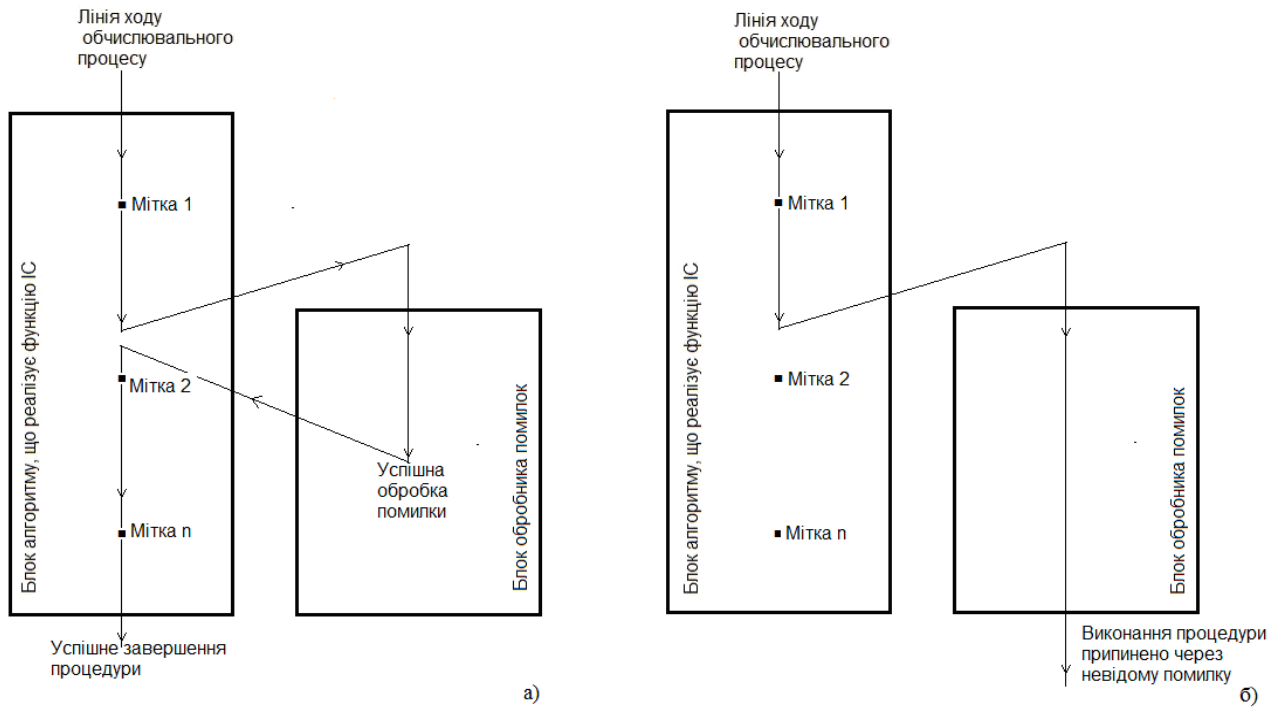 Лінія ходу
обчислювального
процесу
Блок алгоритму, що реалізує функцію ІС
Мітка 1
Мітка 2
Мітка n
Успішна
обробка
помилки
Блок обробника помилок
Успішне завершення
процедури
а)
Лінія ходу
обчислювального
процесу
Блок алгоритму, що реалізує функцію ІС
Мітка 1
Мітка 2
Мітка n
Блок обробника помилок
Виконання процедури
припинено через
невідому помилку
б)